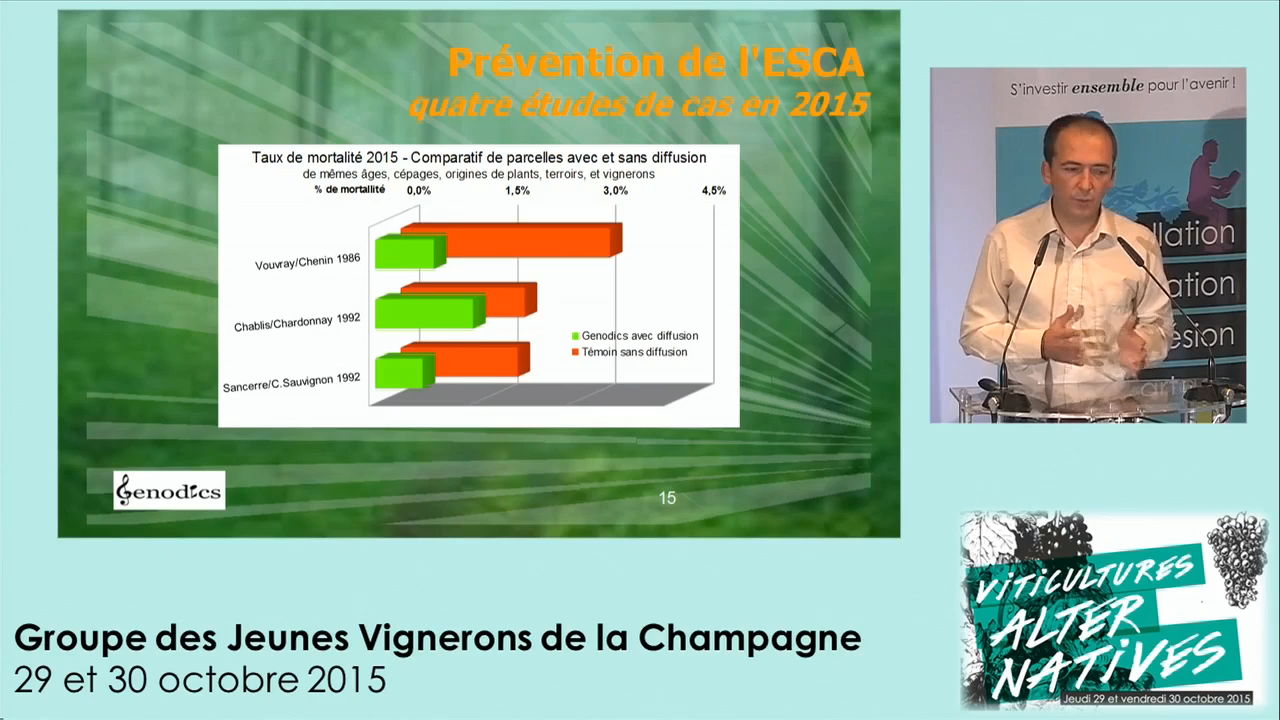 Prévention de l'ESCA
quatre études de cas en 2015
Taux de mortalité 2015 - Comparatif de parcelles avec et sans diffusion
de mêmes âges, cépages, origines de plants, terroirs, et vignerons
% de mortalité 0,0% 1,5% 3,0% 4,5%
Vouvray/Chenin 1986
Chablis/Chardonnay 1992
Sancerre/C.Sauvignon 1992
Genodics avec diffusion
Témoin sans diffusion
Genodics
15
S'investir ensemble pour l'avenir !
llation
ation
ésion
Groupe des Jeunes Vignerons de la Champagne
29 et 30 octobre 2015
VITICULTURES
ALTER
NATIVES
Jeudi 29 et vendredi 30 octobre 2015